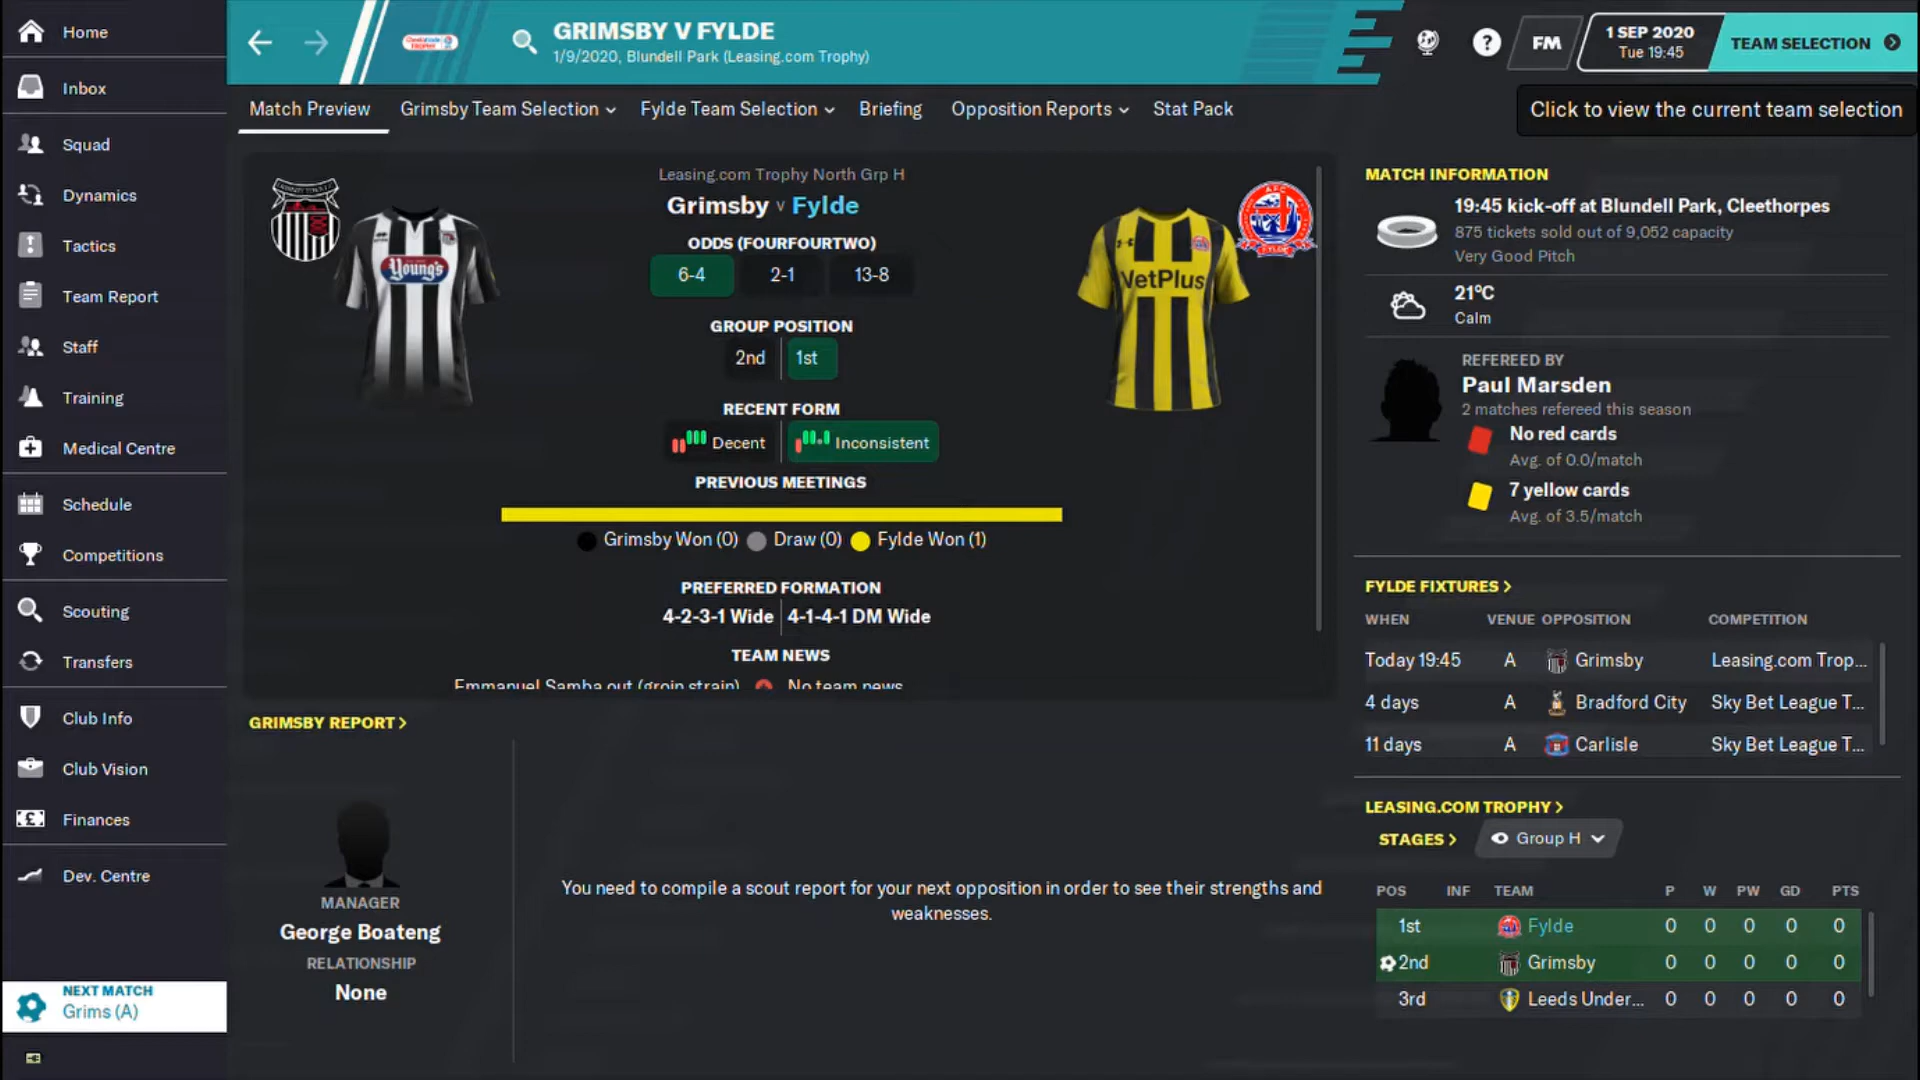 Home
Inbox
Squad
Dynamics
Tactics
Team Report
Staff
Training
Medical Centre
Schedule
Competitions
Scouting
Transfers
Club Info
Club Vision
Finances
Dev. Centre
NEXT MATCH
Grims (A)
GRIMSBY V FYLDE
1/9/2020, Blundell Park (Leasing.com Trophy)
FM
1 SEP 2020
Tue 19:45
TEAM SELECTION
Click to view the current team selection
Match Preview
Grimsby Team Selection
Fylde Team Selection
Briefing
Opposition Reports
Stat Pack
Leasing.com Trophy North Grp H
Grimsby v Fylde
ODDS (FOURFOURTWO)
6-4 2-1 13-8
GROUP POSITION
2nd 1st
RECENT FORM
Decent Inconsistent
PREVIOUS MEETINGS
Grimsby Won (0) Draw (0) Fylde Won (1)
PREFERRED FORMATION
4-2-3-1 Wide 4-1-4-1 DM Wide
TEAM NEWS
Emmanuel Samba out (groin strain) No team news
Young's
VetPlus
GRIMSBY REPORT
MANAGER
George Boateng
RELATIONSHIP
None
You need to compile a scout report for your next opposition in order to see their strengths and
weaknesses.
MATCH INFORMATION
19:45 kick-off at Blundell Park, Cleethorpes
875 tickets sold out of 9,052 capacity
Very Good Pitch
21°C
Calm
REFEREED BY
Paul Marsden
2 matches refereed this season
No red cards
Avg. of 0.0/match
7 yellow cards
Avg. of 3.5/match
FYLDE FIXTURES
WHEN VENUE OPPOSITION COMPETITION
Today 19:45 A Grimsby Leasing.com Trop...
4 days A Bradford City Sky Bet League T...
11 days A Carlisle Sky Bet League T...
LEASING.COM TROPHY
STAGES Group H
POS INF TEAM P W PW GD PTS
1st Fylde 0 0 0 0 0
2nd Grimsby 0 0 0 0 0
3rd Leeds Under... 0 0 0 0 0